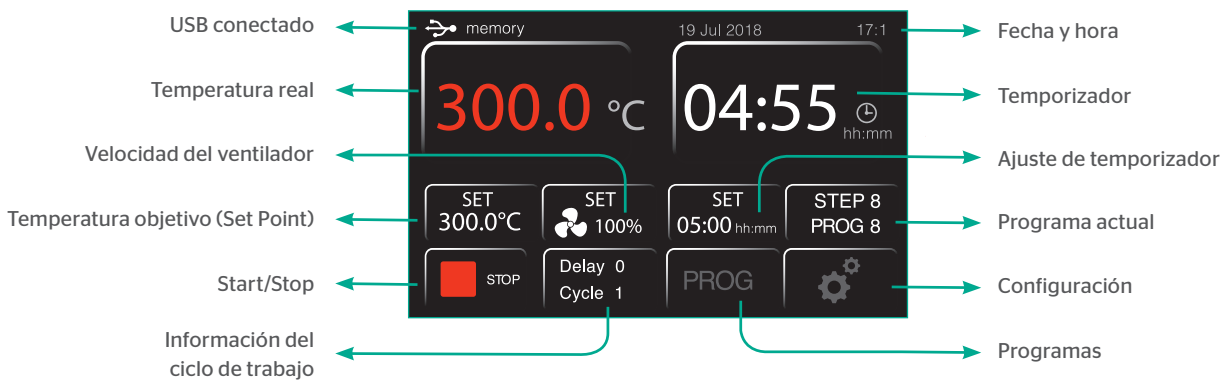 USB conectado
Temperatura real
Velocidad del ventilador
Temperatura objetivo (Set Point)
Start/Stop
Información del
ciclo de trabajo
memory
19 Jul 2018
17:1
300.0 °C
04:55
hh:mm
SET
300.0°C
SET
100%
SET
05:00 hh:mm
STEP 8
PROG 8
STOP
Delay 0
Cycle 1
PROG
Fecha y hora
Temporizador
Ajuste de temporizador
Programa actual
Configuración
Programas